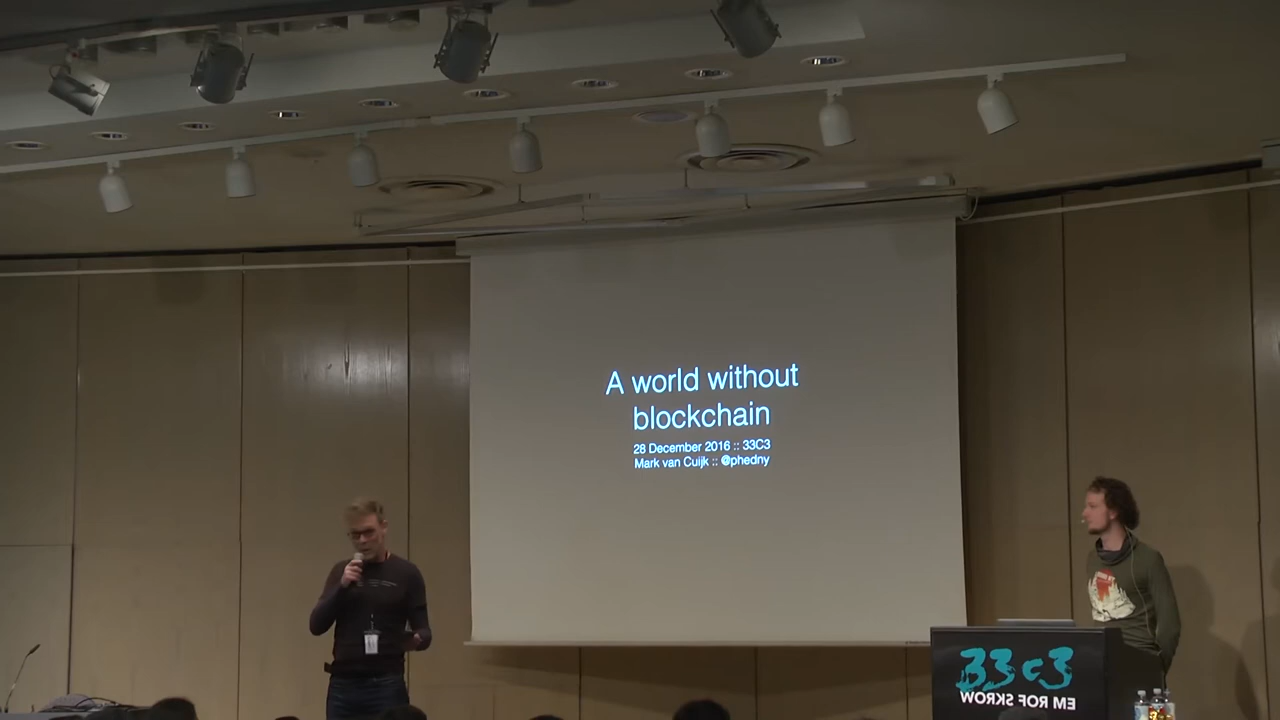 A world without
blockchain
28 December 2016 :: 33C3
Mark van Cuijk :: @phedny
33c3
WORKS FOR ME